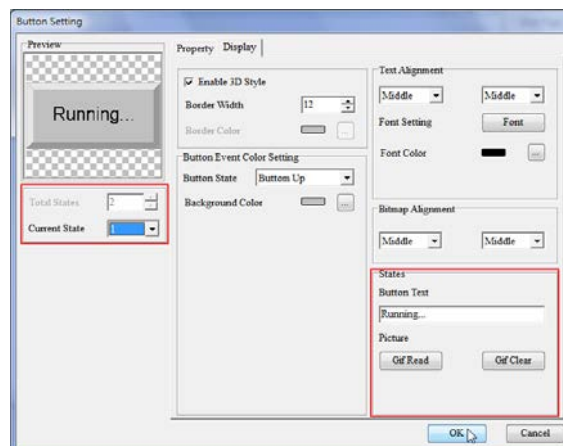 Button Setting
Preview
Running...
Total States 2
Current State 1
Property Display
Enable 3D Style
Border Width 12
Border Color ...
Button Event Color Setting
Button State Buttom Up
Background Color ...
Text Alignment
Middle Middle
Font Setting Font
Font Color ...
Bitmap Alignment
Middle Middle
States
Button Text
Running...
Picture
Gif Read Gif Clear
OK Cancel